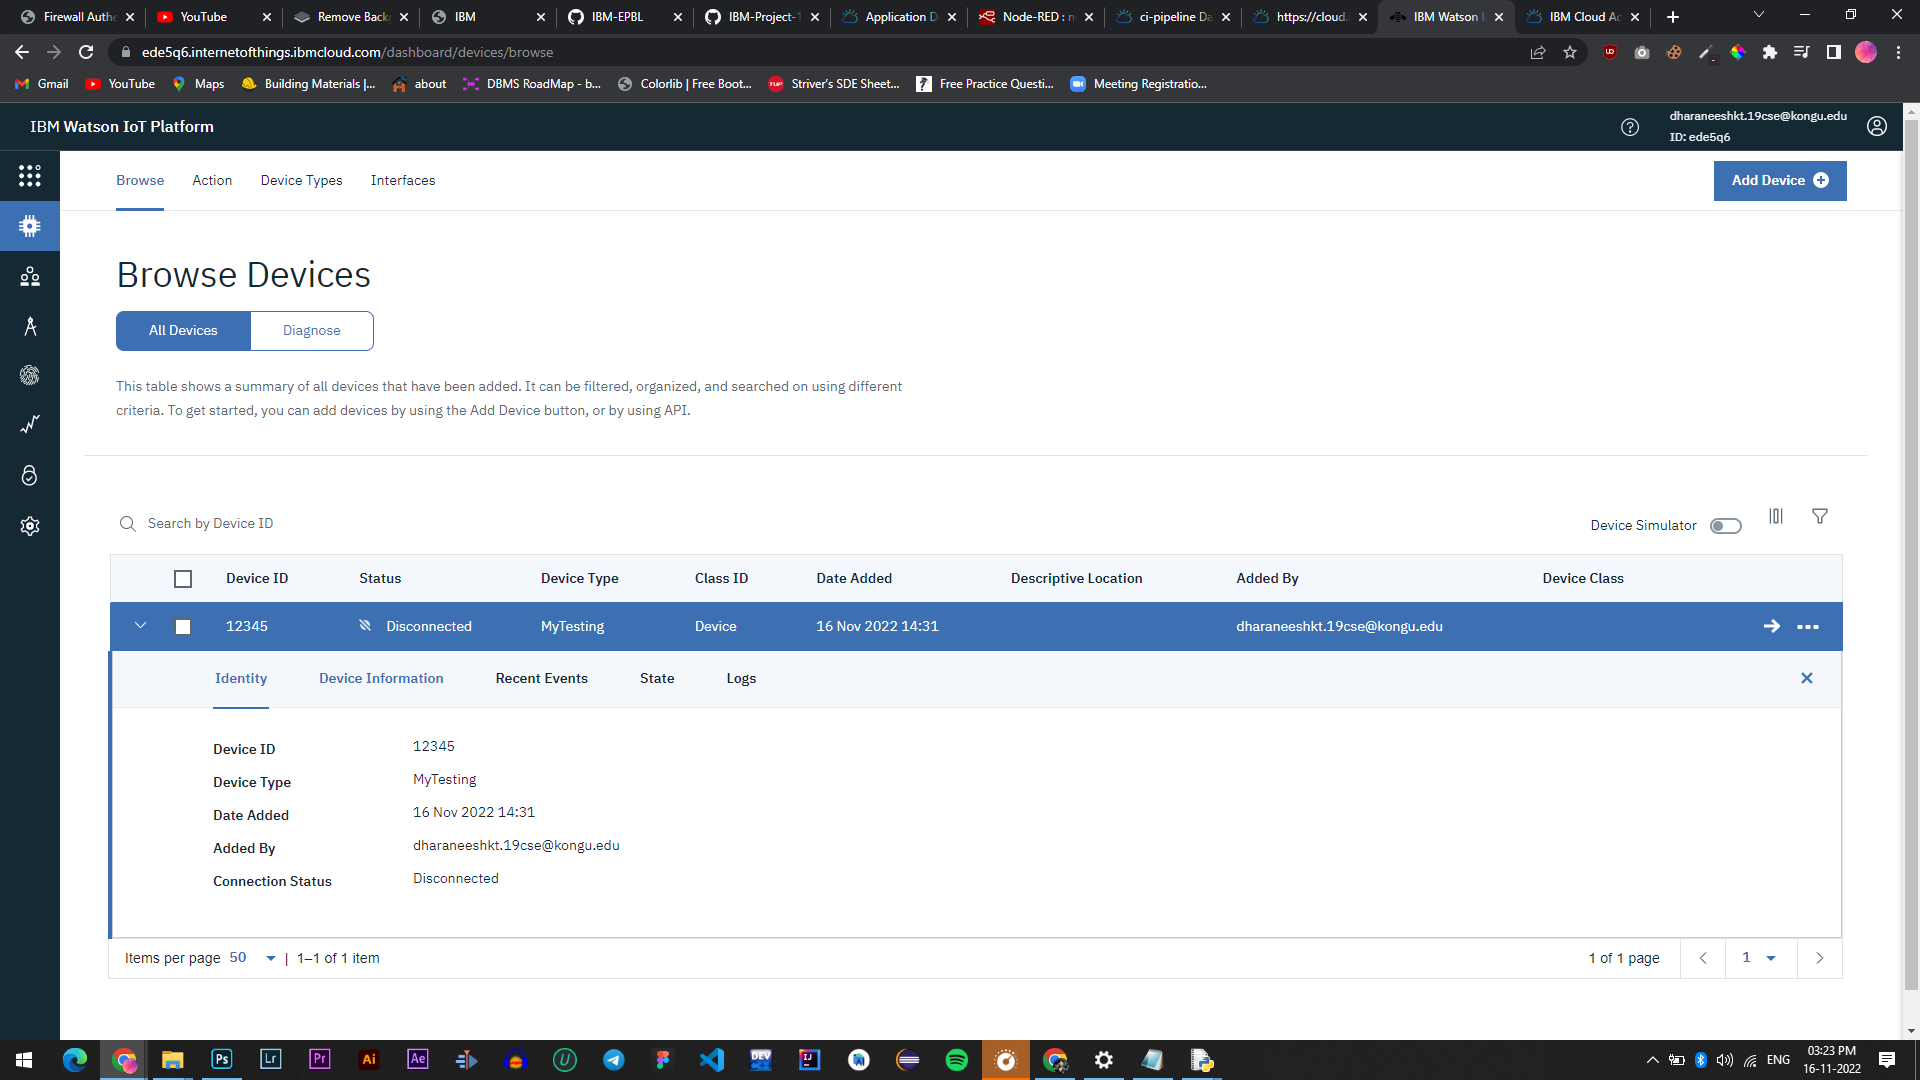 Firewall Authe
YouTube
Remove Back
IBM
IBM-EPBL
IBM-Project-1
Application D
Node-RED : n
ci-pipeline Da
https://cloud.i
IBM Watson I
IBM Cloud Ac
ede5q6.internetofthings.ibmcloud.com/dashboard/devices/browse
Gmail
YouTube
Maps
Building Materials |...
about
DBMS RoadMap - b...
Colorlib | Free Boot...
Striver's SDE Sheet...
Free Practice Questi...
Meeting Registratio...
IBM Watson IoT Platform
dharaneeshkt.19cse@kongu.edu
ID: ede5q6
Browse
Action
Device Types
Interfaces
Add Device
Browse Devices
All Devices
Diagnose
This table shows a summary of all devices that have been added. It can be filtered, organized, and searched on using different
criteria. To get started, you can add devices by using the Add Device button, or by using API.
Search by Device ID
Device Simulator
Device ID Status Device Type Class ID Date Added Descriptive Location Added By Device Class
12345 Disconnected MyTesting Device 16 Nov 2022 14:31 dharaneeshkt.19cse@kongu.edu
Identity
Device Information
Recent Events
State
Logs
Device ID 12345
Device Type MyTesting
Date Added 16 Nov 2022 14:31
Added By dharaneeshkt.19cse@kongu.edu
Connection Status Disconnected
Items per page 50 | 1–1 of 1 item
1 of 1 page
1
Ps
Lr
Pr
Ai
Ae
DEV
IJ
ENG
03:23 PM
16-11-2022